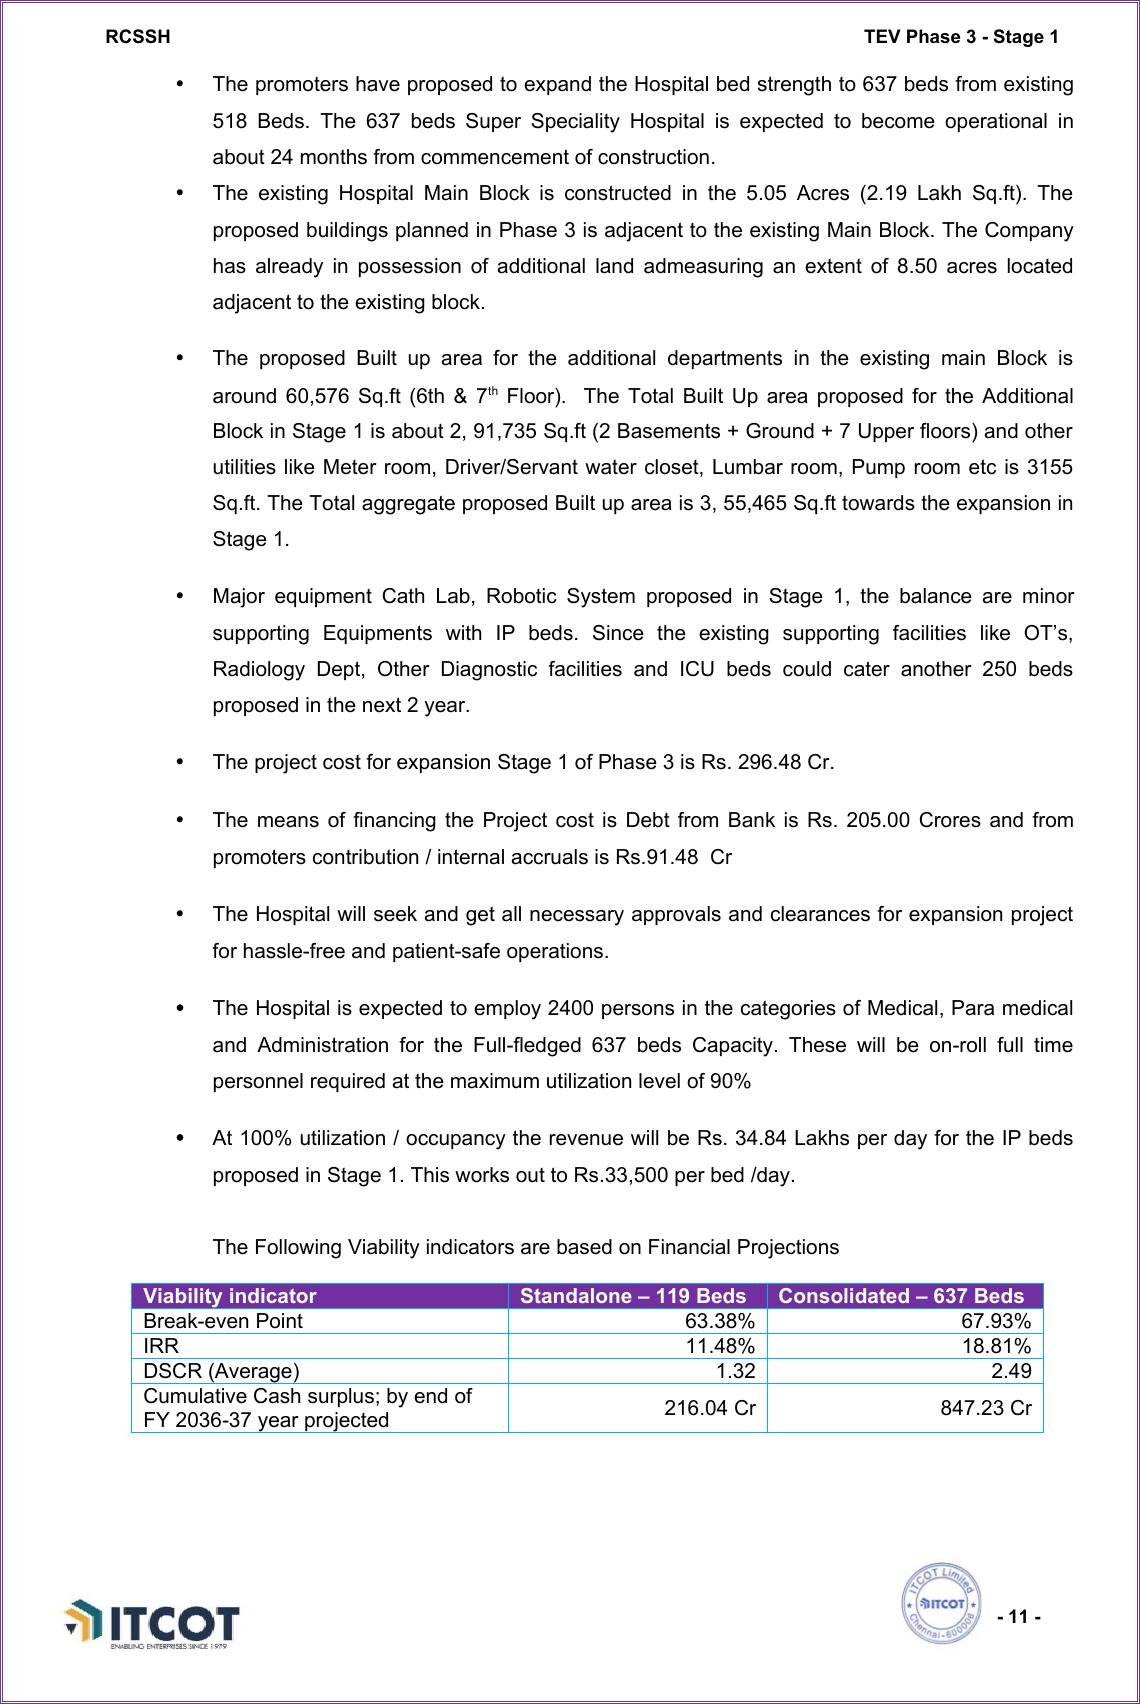 RCSSH TEV Phase 3 - Stage 1
• The promoters have proposed to expand the Hospital bed strength to 637 beds from existing
518 Beds. The 637 beds Super Speciality Hospital is expected to become operational in
about 24 months from commencement of construction.
• The existing Hospital Main Block is constructed in the 5.05 Acres (2.19 Lakh Sq.ft). The
proposed buildings planned in Phase 3 is adjacent to the existing Main Block. The Company
has already in possession of additional land admeasuring an extent of 8.50 acres located
adjacent to the existing block.
• The proposed Built up area for the additional departments in the existing main Block is
around 60,576 Sq.ft (6th & 7th Floor). The Total Built Up area proposed for the Additional
Block in Stage 1 is about 2, 91,735 Sq.ft (2 Basements + Ground + 7 Upper floors) and other
utilities like Meter room, Driver/Servant water closet, Lumbar room, Pump room etc is 3155
Sq.ft. The Total aggregate proposed Built up area is 3, 55,465 Sq.ft towards the expansion in
Stage 1.
• Major equipment Cath Lab, Robotic System proposed in Stage 1, the balance are minor
supporting Equipments with IP beds. Since the existing supporting facilities like OT’s,
Radiology Dept, Other Diagnostic facilities and ICU beds could cater another 250 beds
proposed in the next 2 year.
• The project cost for expansion Stage 1 of Phase 3 is Rs. 296.48 Cr.
• The means of financing the Project cost is Debt from Bank is Rs. 205.00 Crores and from
promoters contribution / internal accruals is Rs.91.48 Cr
• The Hospital will seek and get all necessary approvals and clearances for expansion project
for hassle-free and patient-safe operations.
• The Hospital is expected to employ 2400 persons in the categories of Medical, Para medical
and Administration for the Full-fledged 637 beds Capacity. These will be on-roll full time
personnel required at the maximum utilization level of 90%
• At 100% utilization / occupancy the revenue will be Rs. 34.84 Lakhs per day for the IP beds
proposed in Stage 1. This works out to Rs.33,500 per bed /day.
The Following Viability indicators are based on Financial Projections
Viability indicator Standalone – 119 Beds Consolidated – 637 Beds
Break-even Point 63.38% 67.93%
IRR 11.48% 18.81%
DSCR (Average) 1.32 2.49
Cumulative Cash surplus; by end of
FY 2036-37 year projected 216.04 Cr 847.23 Cr
ITCOT
ENABLING ENTERPRISES SINCE 1979
ITCOT Limited
ITCOT
Chennai-600006
- 11 -